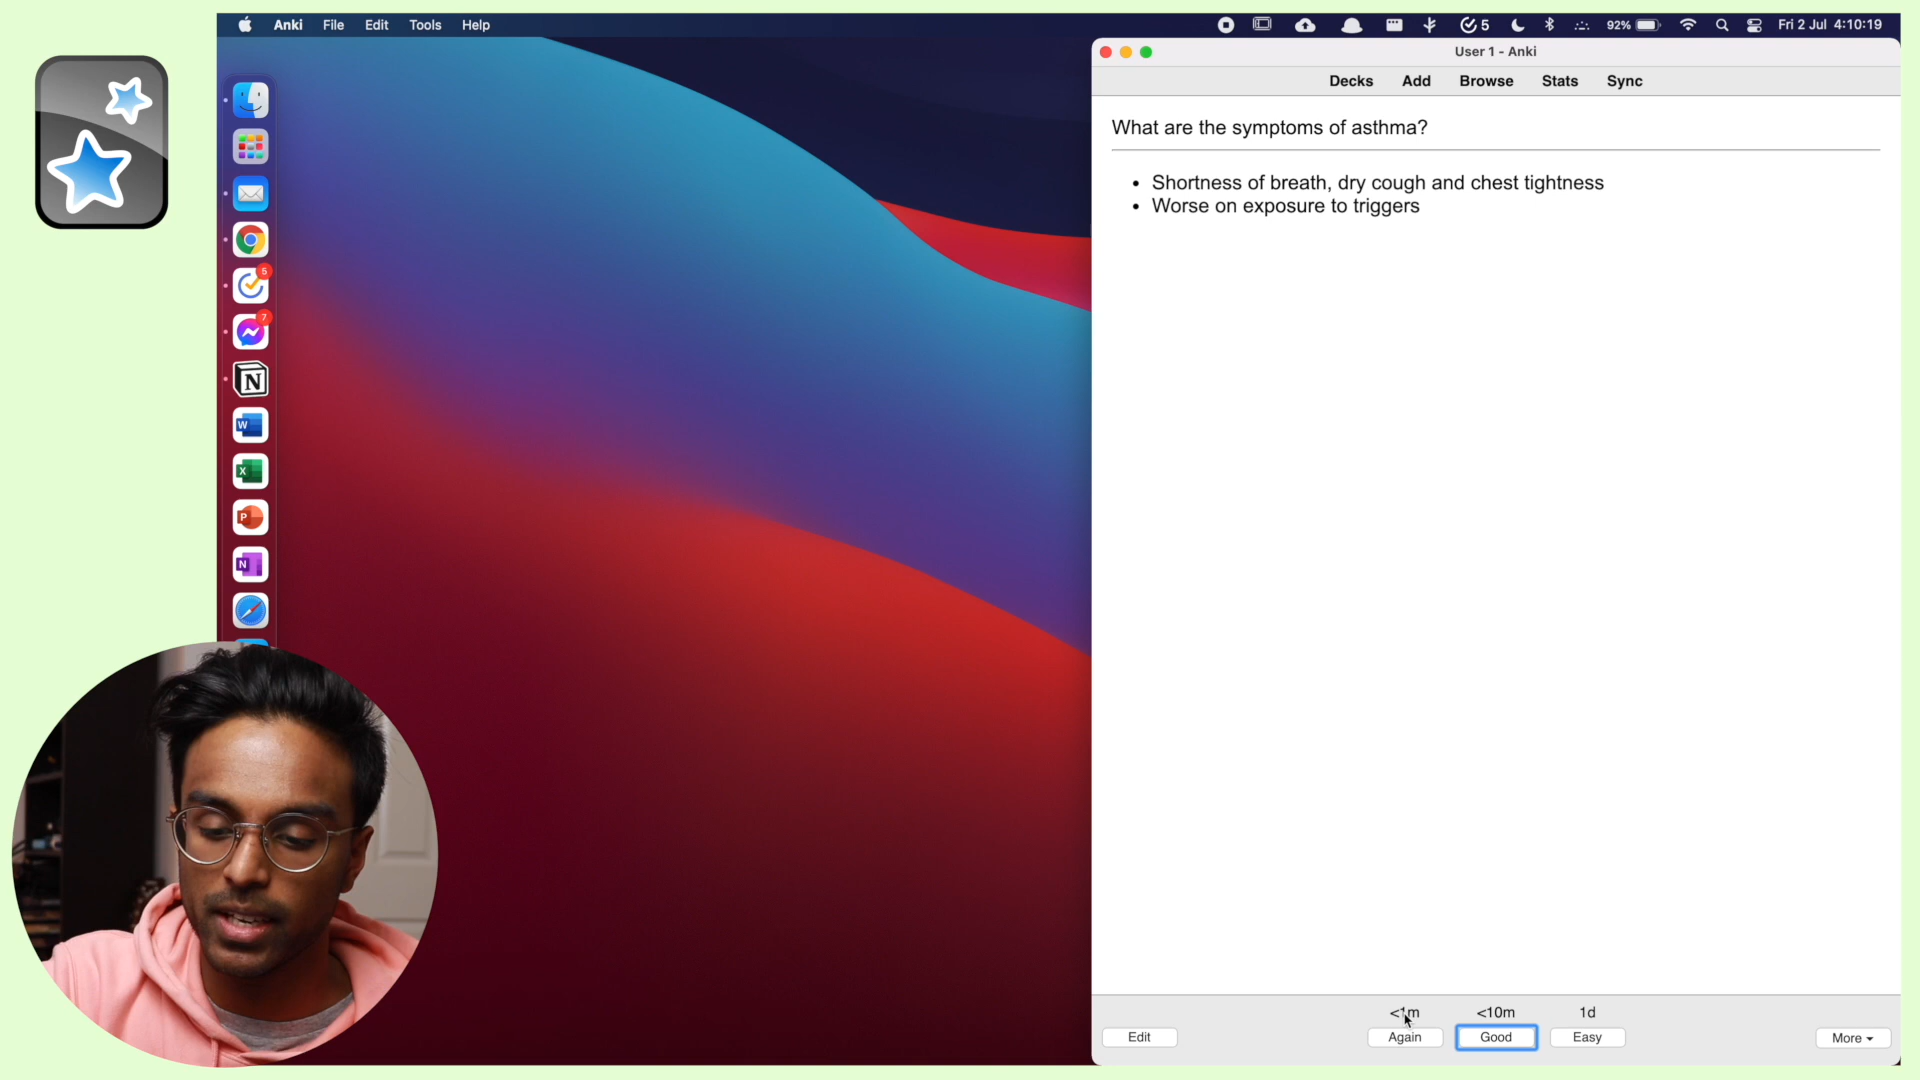 Anki File Edit Tools Help
5 92% Fri 2 Jul 4:10:19
User 1 - Anki
Decks Add Browse Stats Sync
What are the symptoms of asthma?
• Shortness of breath, dry cough and chest tightness
• Worse on exposure to triggers
5
7
N
W
X
P
N
<1m <10m 1d
Edit Again Good Easy More